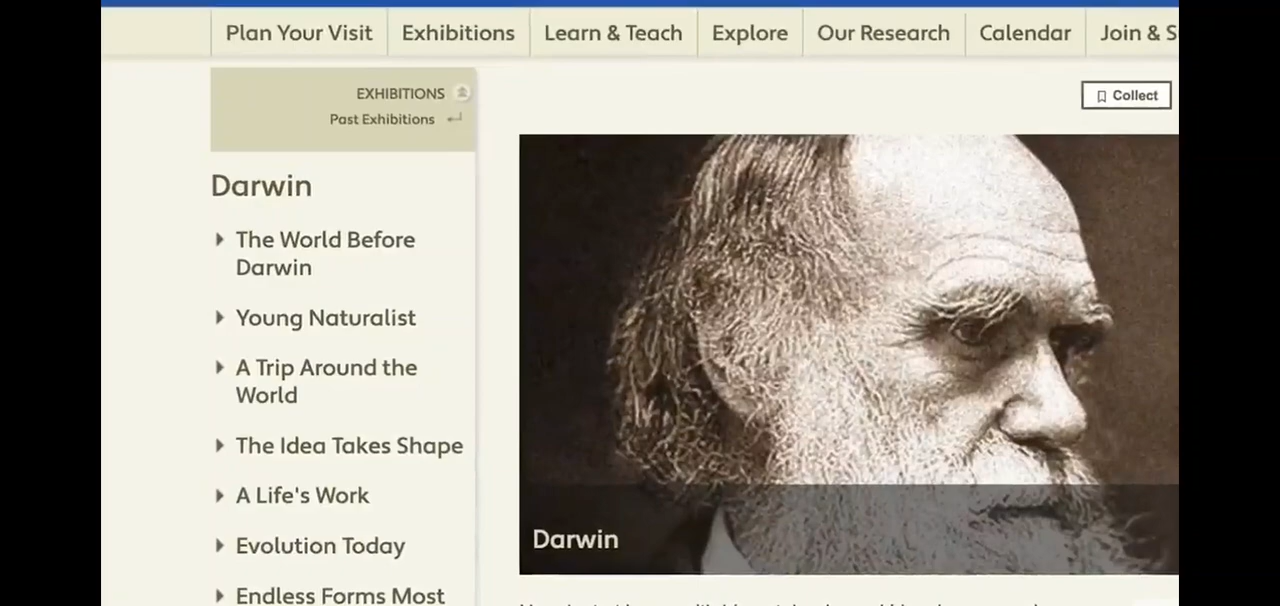 Plan Your Visit
Exhibitions
Learn & Teach
Explore
Our Research
Calendar
Join & S
EXHIBITIONS
Past Exhibitions
Collect
Darwin
The World Before
Darwin
Young Naturalist
A Trip Around the
World
The Idea Takes Shape
A Life's Work
Evolution Today
Endless Forms Most
Darwin